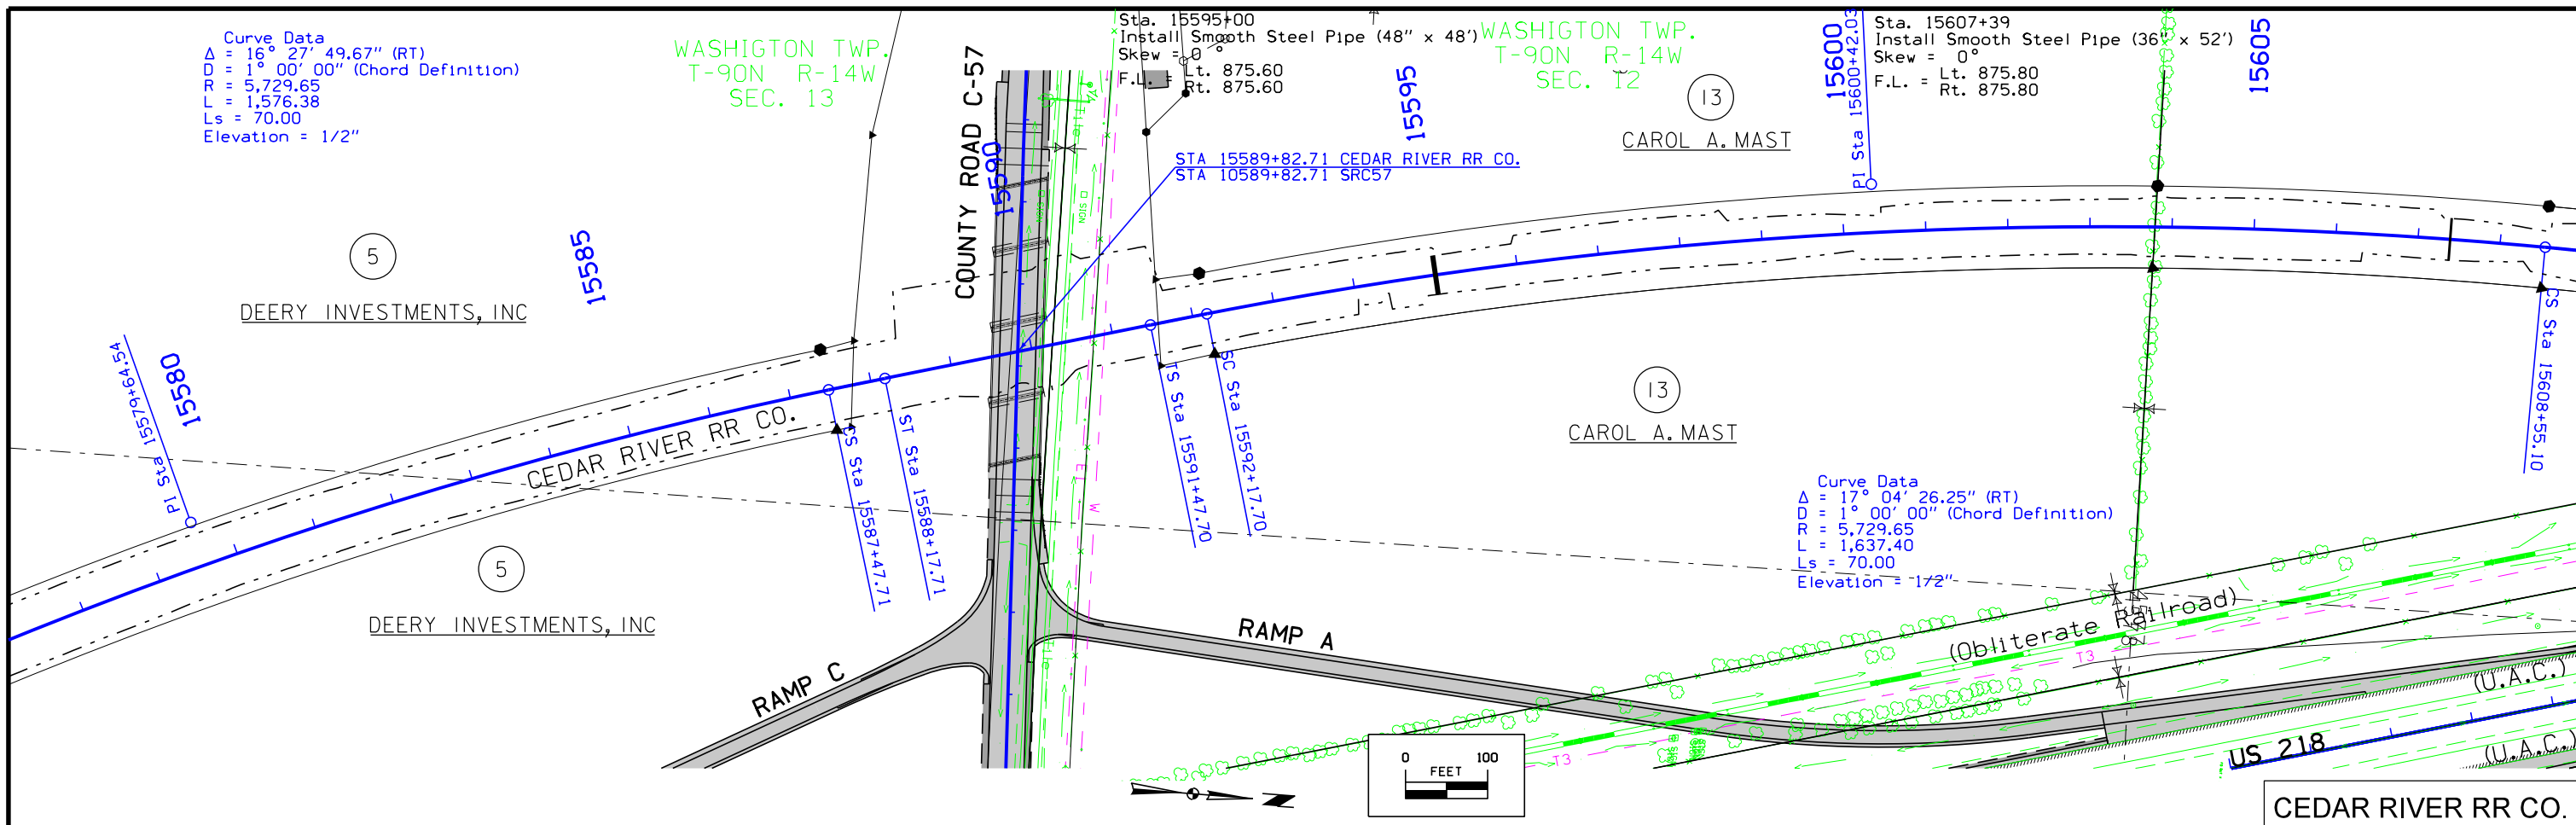 Curve Data
Δ = 16° 27' 49.67" (RT)
D = 1° 00' 00" (Chord Definition)
R = 5,729.65
L = 1,576.38
Ls = 70.00
Elevation = 1/2"
WASHIGTON TWP.
T-90N R-14W
SEC. 13
COUNTY ROAD C-57
Sta. 15595+00
Install Smooth Steel Pipe (48" x 48')
Skew = 0°
F.L. = Lt. 875.60
Rt. 875.60
WASHIGTON TWP.
T-90N R-14W
SEC. 12
Sta. 15607+39
Install Smooth Steel Pipe (36" x 52')
Skew = 0°
F.L. = Lt. 875.80
Rt. 875.80
15580
15585
15590
15595
15600
15605
PI Sta 15600+42.03
13
CAROL A. MAST
STA 15589+82.71 CEDAR RIVER RR CO.
STA 10589+82.71 SRC57
5
DEERY INVESTMENTS, INC
PI Sta 15579+64.54
CEDAR RIVER RR CO.
CS Sta 15587+47.71
ST Sta 15588+17.71
TS Sta 15591+47.70
SC Sta 15592+17.70
CS Sta 15608+55.10
13
CAROL A. MAST
5
DEERY INVESTMENTS, INC
Curve Data
Δ = 17° 04' 26.25" (RT)
D = 1° 00' 00" (Chord Definition)
R = 5,729.65
L = 1,637.40
Ls = 70.00
Elevation = 1/2"
RAMP C
RAMP A
(Obliterate Railroad)
T3
T3
E1
W
SIGN
SIGN
Tile
Tile
US 218
(U.A.C.)
(U.A.C.)
0 100
FEET
N
CEDAR RIVER RR CO.